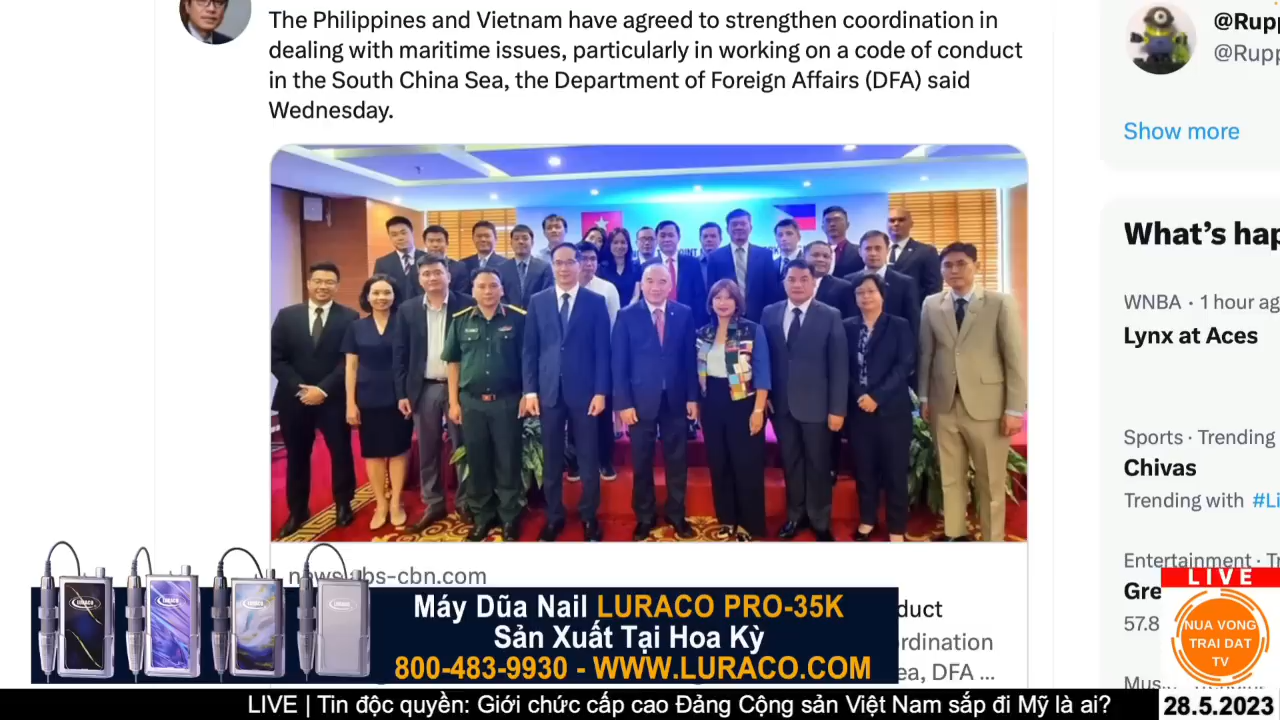 The Philippines and Vietnam have agreed to strengthen coordination in
dealing with maritime issues, particularly in working on a code of conduct
in the South China Sea, the Department of Foreign Affairs (DFA) said
Wednesday.
@Rupp
@Rupp
Show more
What's hap
WNBA · 1 hour ag
Lynx at Aces
Sports · Trending
Chivas
Trending with #Li
Entertainment · Tr
Gre
57.8
duct
ordination
ea, DFA ...
Máy Dũa Nail LURACO PRO-35K
Sản Xuất Tại Hoa Kỳ
800-483-9930 - WWW.LURACO.COM
LIVE
NUA VONG
TRAI DAT
TV
LIVE | Tin độc quyền: Giới chức cấp cao Đảng Cộng sản Việt Nam sắp đi Mỹ là ai?
28.5.2023